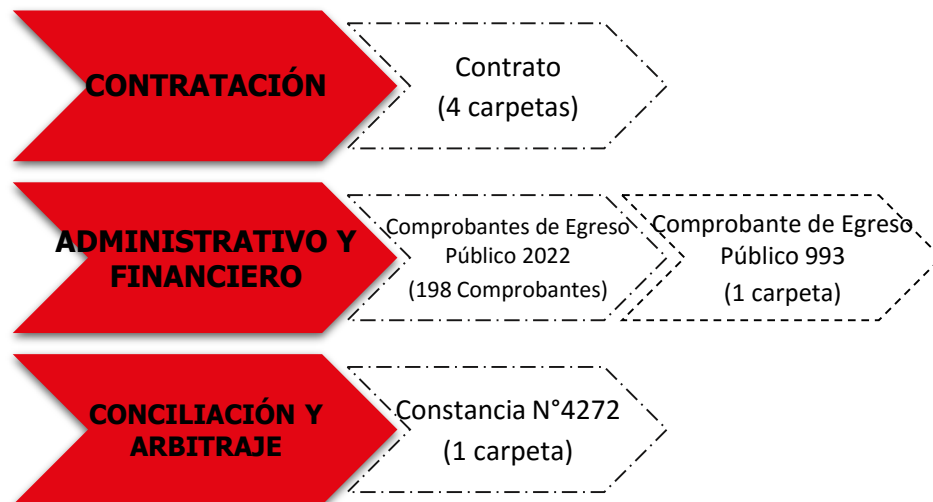 CONTRATACIÓN
Contrato
(4 carpetas)
ADMINISTRATIVO Y
FINANCIERO
Comprobantes de Egreso
Público 2022
(198 Comprobantes)
Comprobante de Egreso
Público 993
(1 carpeta)
CONCILIACIÓN Y
ARBITRAJE
Constancia N°4272
(1 carpeta)